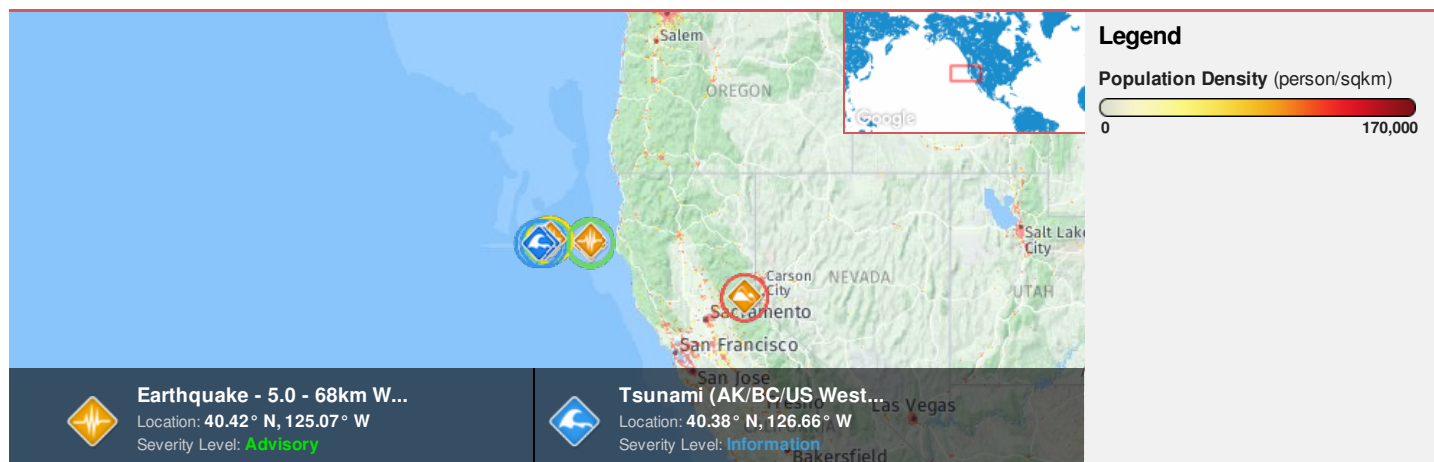 Salem
OREGON
Google
Salt Lake
City
Carson
City
NEVADA
UTAH
Sacramento
San Francisco
San Jose
Fresno
Las Vegas
CALIFORNIA
Bakersfield
Earthquake - 5.0 - 68km W...
Location: 40.42° N, 125.07° W
Severity Level: Advisory
Tsunami (AK/BC/US West...
Location: 40.38° N, 126.66° W
Severity Level: Information
Legend
Population Density (person/sqkm)
0 170,000